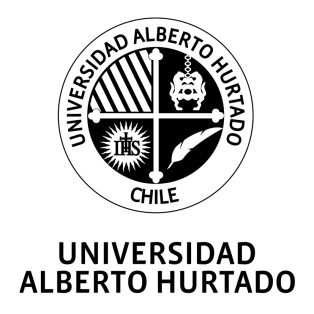 UNIVERSIDAD ALBERTO HURTADO
CHILE
IHS
UNIVERSIDAD
ALBERTO HURTADO